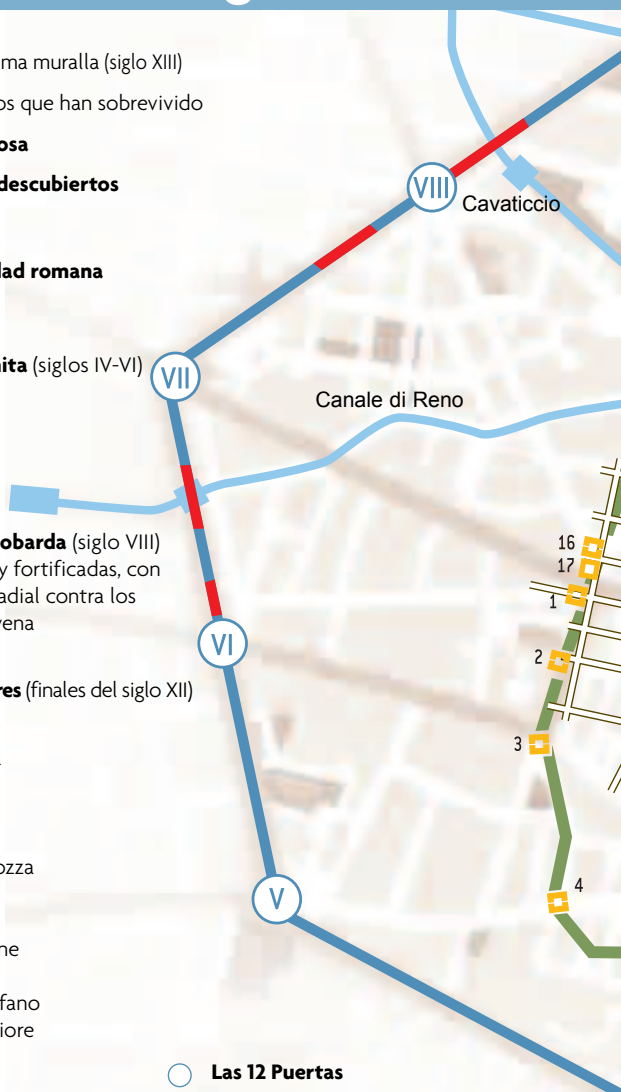 ma muralla (siglo XIII)
os que han sobrevivido
osa
descubiertos
dad romana
ita (siglos IV-VI)
obarda (siglo VIII)
y fortificadas, con
adial contra los
vena
res (finales del siglo XII)
ozza
ne
fano
iore
VIII
Cavaticcio
VII
Canale di Reno
16
17
1
2
VI
3
4
V
Las 12 Puertas